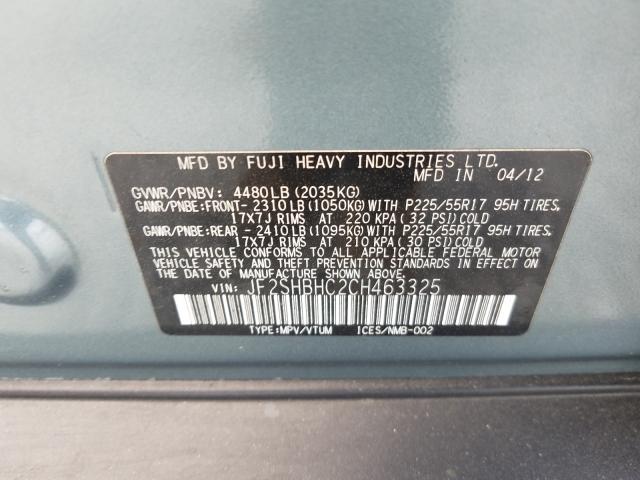 MFD BY FUJI HEAVY INDUSTRIES LTD.
MFD IN 04/12
GVWR/PNBV: 4480LB(2035KG)
GAWR/PNBE:FRONT- 2310LB(1050KG)WITH P225/55R17 95H TIRES,
17X7J RIMS AT 220 KPA( 32 PSI)COLD
GAWR/PNBE:REAR - 2410LB(1095KG)WITH P225/55R17 95H TIRES,
17X7J RIMS AT 210 KPA( 30 PSI)COLD
THIS VEHICLE CONFORMS TO ALL APPLICABLE FEDERAL MOTOR
VEHICLE SAFETY AND THEFT PREVENTION STANDARDS IN EFFECT
ON THE DATE OF MANUFACTURE SHOWN ABOVE.
VIN: JF2SHBHC2CH463325
TYPE:MPV/VTUM ICES/NMB-002